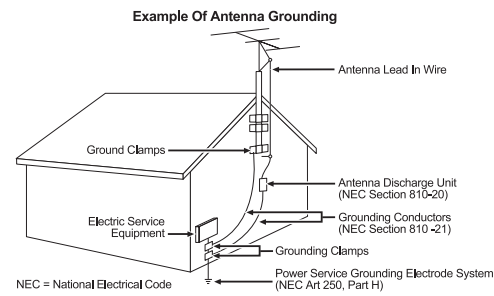 Example Of Antenna Grounding
Antenna Lead In Wire
Ground Clamps
Antenna Discharge Unit
(NEC Section 810-20)
Electric Service
Equipment
Grounding Conductors
(NEC Section 810 -21)
Grounding Clamps
Power Service Grounding Electrode System
(NEC Art 250, Part H)
NEC = National Electrical Code